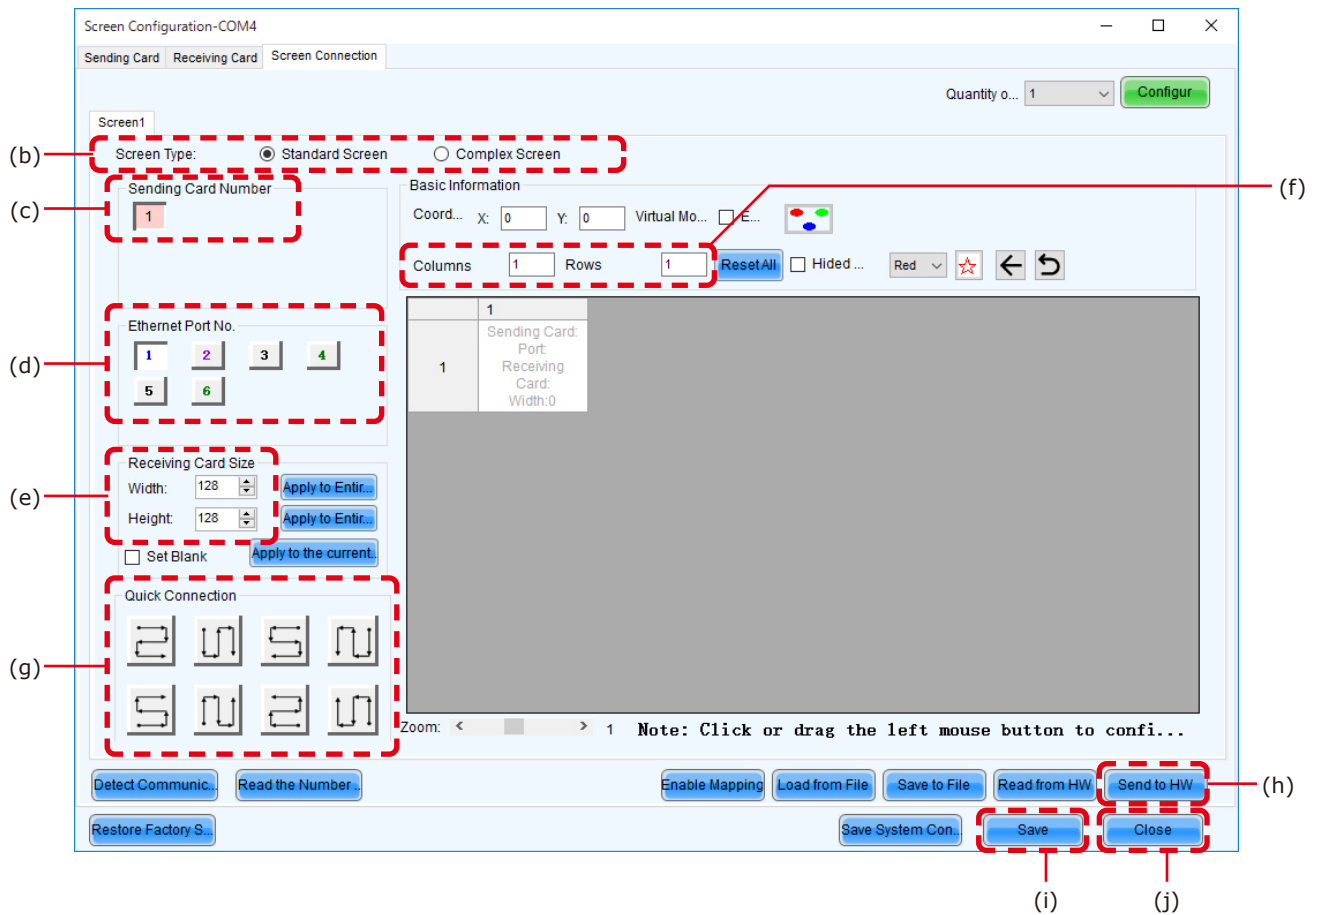 Screen Configuration-COM4
Sending Card Receiving Card Screen Connection
Quantity o... 1 Configur
Screen1
(b) Screen Type: Standard Screen Complex Screen
(c) Sending Card Number
1
Basic Information
(f)
Coord... X: 0 Y: 0 Virtual Mo... E...
Columns 1 Rows 1 Reset All Hided ... Red
(d) Ethernet Port No.
1 2 3 4
5 6
1
1
Sending Card:
Port:
Receiving
Card:
Width:0
(e) Receiving Card Size
Width: 128 Apply to Entir...
Height: 128 Apply to Entir...
Set Blank Apply to the current..
(g) Quick Connection
Zoom: < > 1 Note: Click or drag the left mouse button to confi...
Detect Communic... Read the Number .. Enable Mapping Load from File Save to File Read from HW Send to HW (h)
Restore Factory S... Save System Con... Save Close
(i) (j)